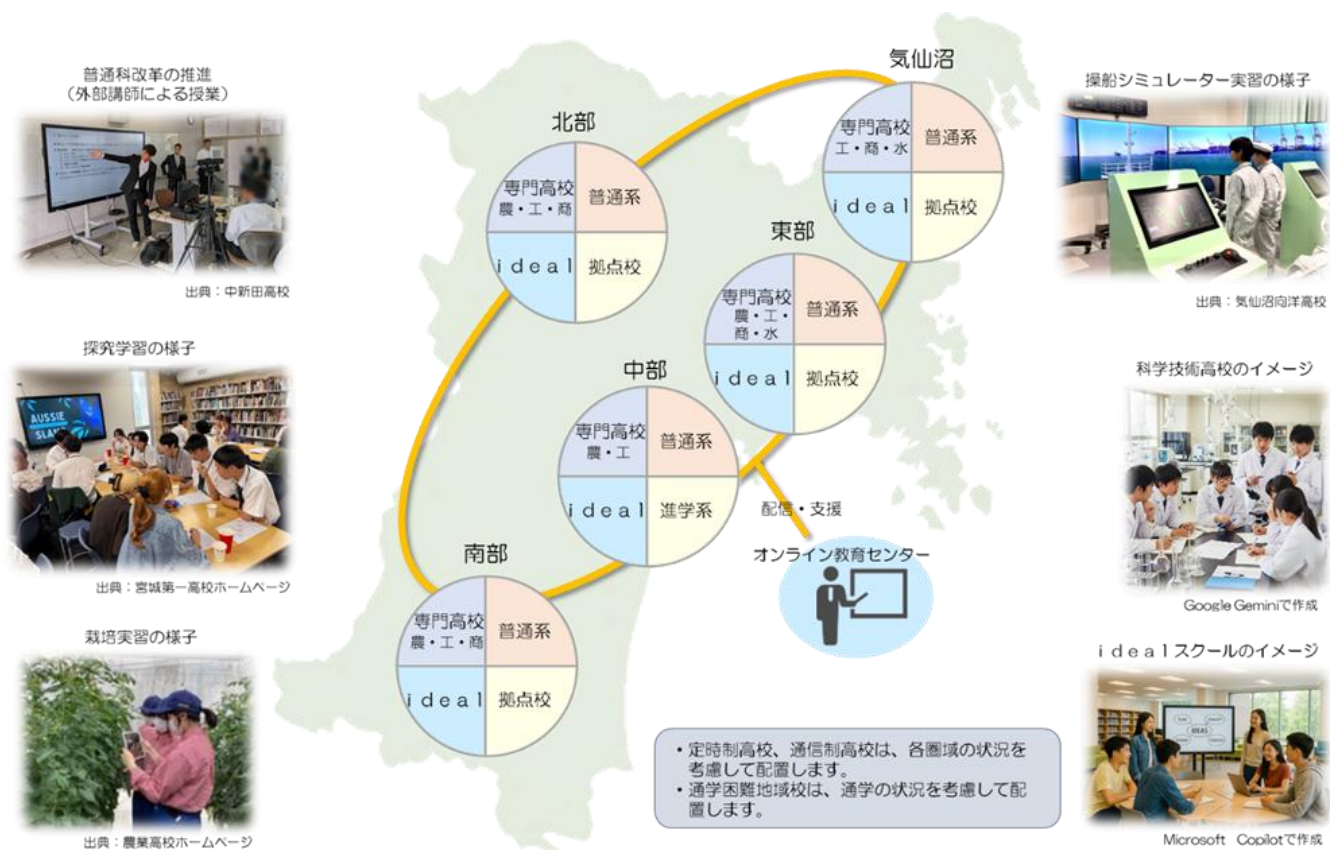 普通科改革の推進
（外部講師による授業）
出典：中新田高校
探究学習の様子
AUSSIE
SLANG
出典：宮城第一高校ホームページ
栽培実習の様子
出典：農業高校ホームページ
北部
専門高校
農・工・商
普通系
ideal
拠点校
気仙沼
専門高校
工・商・水
普通系
ideal
拠点校
東部
専門高校
農・工・
商・水
普通系
ideal
拠点校
中部
専門高校
農・工
普通系
ideal
進学系
南部
専門高校
農・工・商
普通系
ideal
拠点校
配信・支援
オンライン教育センター
・定時制高校、通信制高校は、各圏域の状況を
考慮して配置します。
・通学困難地域校は、通学の状況を考慮して配
置します。
操船シミュレーター実習の様子
出典：気仙沼向洋高校
科学技術高校のイメージ
Google Geminiで作成
idealスクールのイメージ
IDEAS
Microsoft Copilotで作成